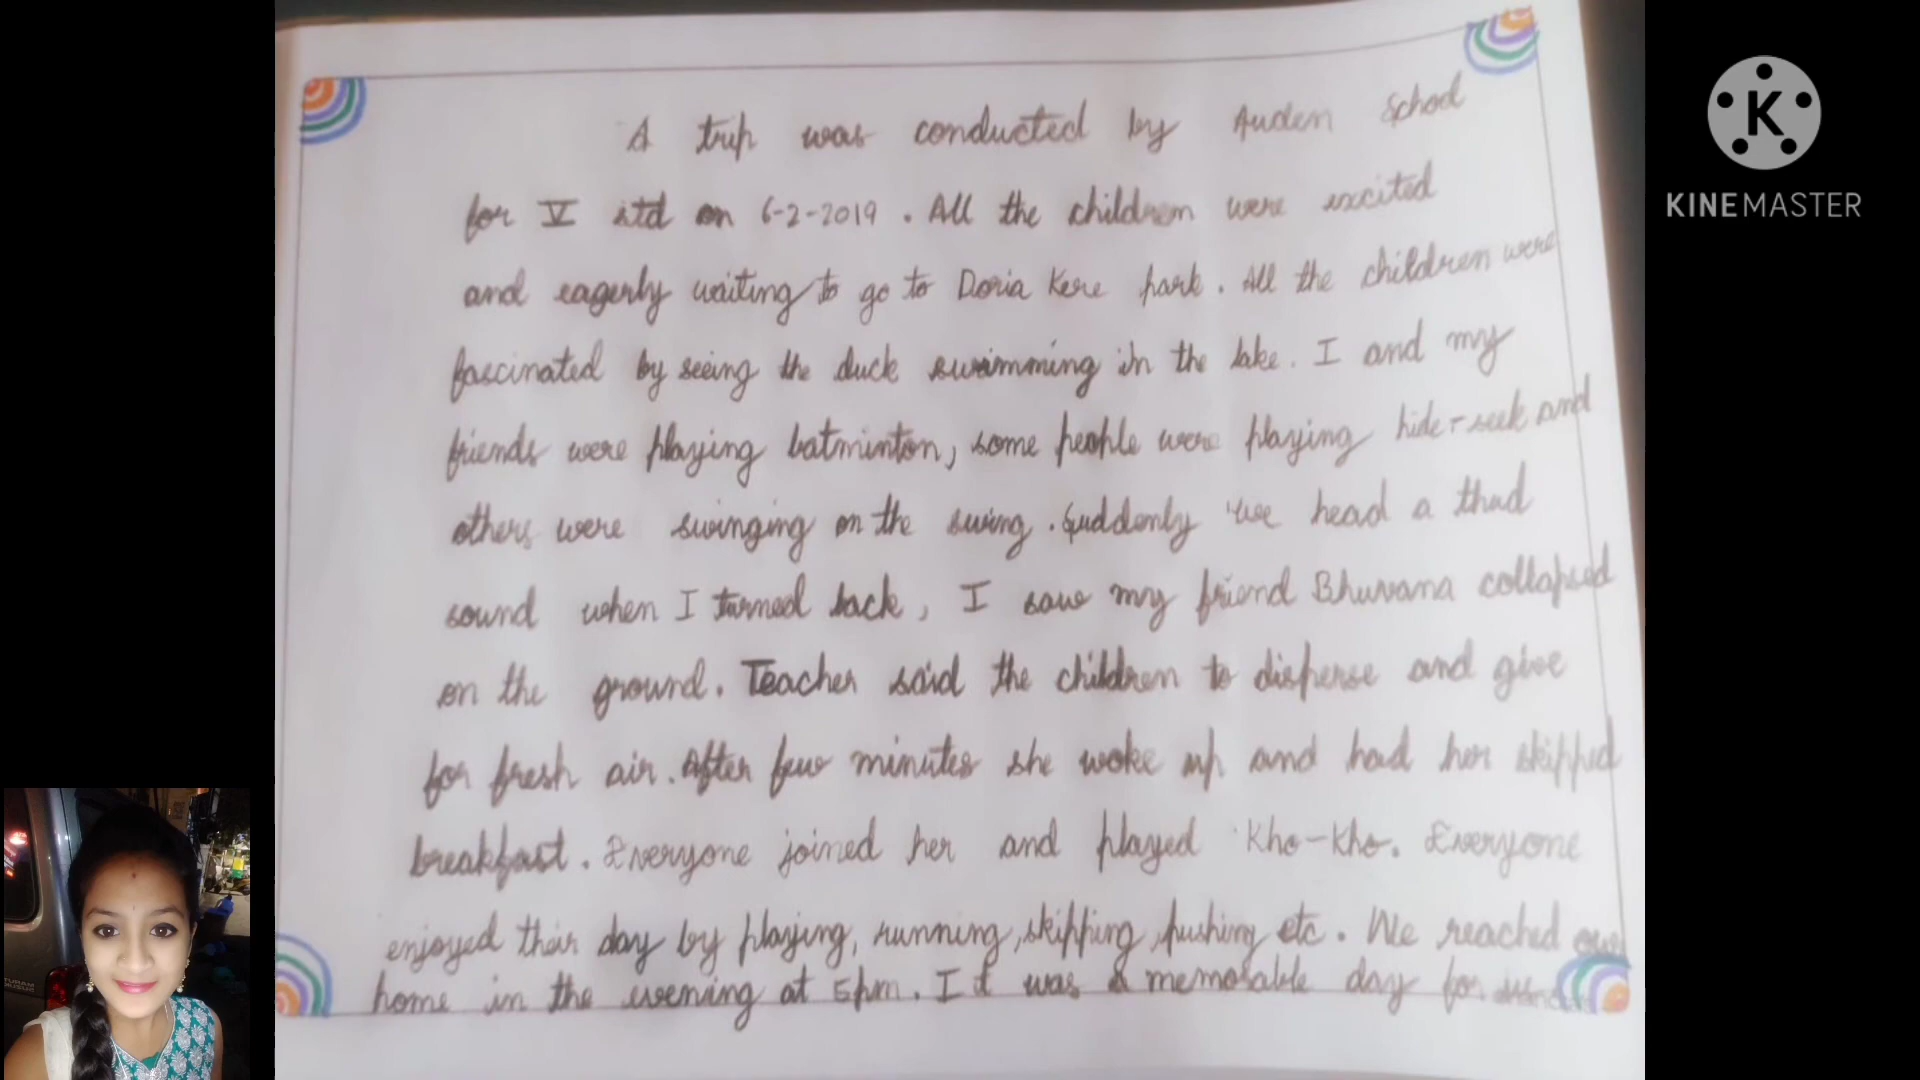 A trip was conducted by Auden School
for V std on 6-2-2019. All the children were excited
and eagerly waiting to go to Doria Kere park. All the children were
fascinated by seeing the duck swimming in the lake. I and my
friends were playing batminton, some people were playing hide-seek and
others were swinging on the swing. Suddenly we head a thud
sound when I turned back, I saw my friend Bhuvana collapsed
on the ground. Teacher said the children to disperse and give
for fresh air. After few minutes she woke up and had her skipped
breakfast. Everyone joined her and played Kho-Kho. Everyone
enjoyed their day by playing, running, skipping, pushing etc. We reached our
home in the evening at 5pm. It was a memorable day for
KINEMASTER